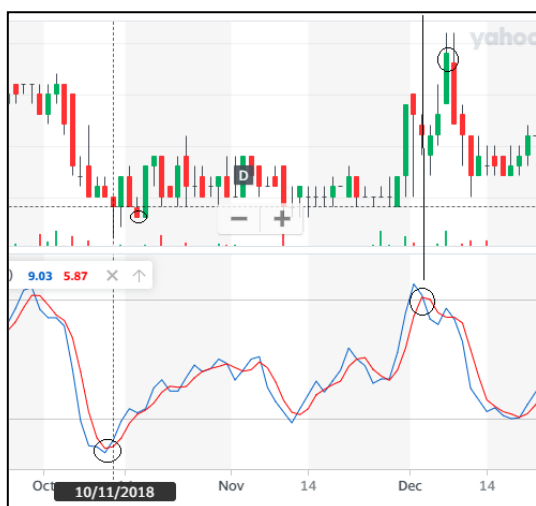 yahoo
D
− +
) 9.03 5.87 × ↑
Oct Nov 14 Dec 14
10/11/2018